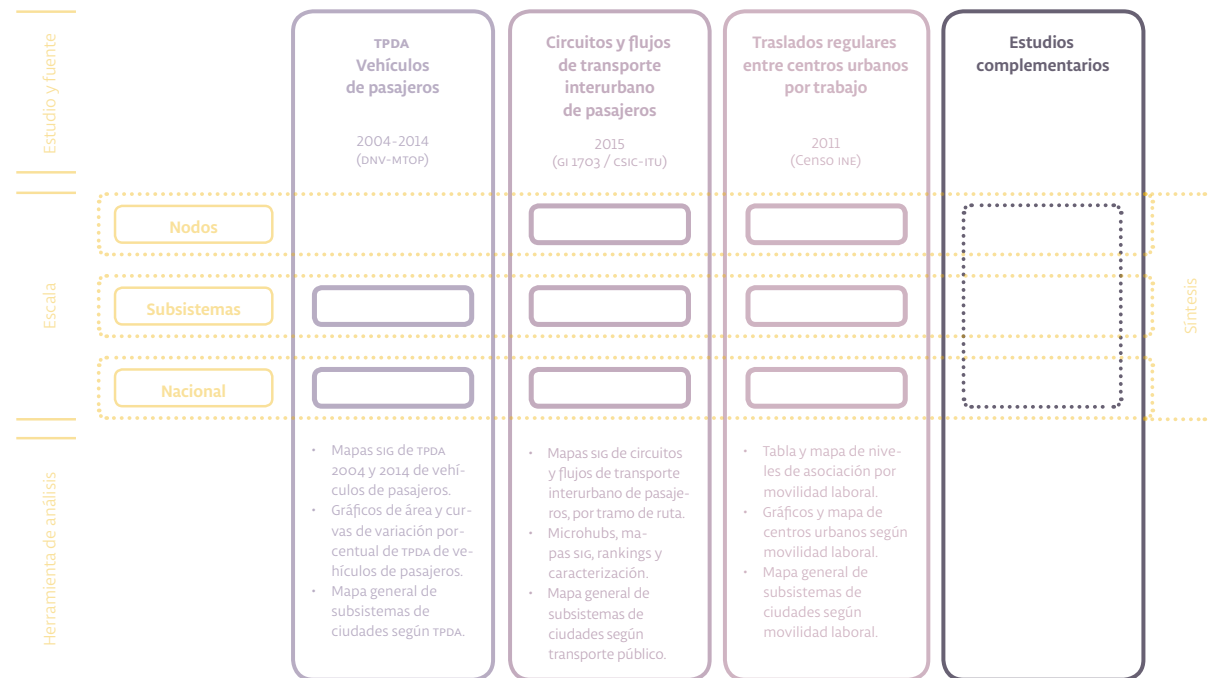 Estudio y fuente
TPDA
Vehículos
de pasajeros
2004-2014
(DNV-MTOP)
Circuitos y flujos
de transporte
interurbano
de pasajeros
2015
(GI 1703 / CSIC-ITU)
Traslados regulares
entre centros urbanos
por trabajo
2011
(Censo INE)
Estudios
complementarios
Escala
Nodos
Subsistemas
Nacional
Síntesis
Herramienta de análisis
• Mapas SIG de TPDA
2004 y 2014 de vehí-
culos de pasajeros.
• Gráficos de área y cur-
vas de variación por-
centual de TPDA de ve-
hículos de pasajeros.
• Mapa general de
subsistemas de
ciudades según TPDA.
• Mapas SIG de circuitos
y flujos de transporte
interurbano de pasaje-
ros, por tramo de ruta.
• Microhubs, ma-
pas SIG, rankings y
caracterización.
• Mapa general de
subsistemas de
ciudades según
transporte público.
• Tabla y mapa de nive-
les de asociación por
movilidad laboral.
• Gráficos y mapa de
centros urbanos según
movilidad laboral.
• Mapa general de
subsistemas de
ciudades según
movilidad laboral.